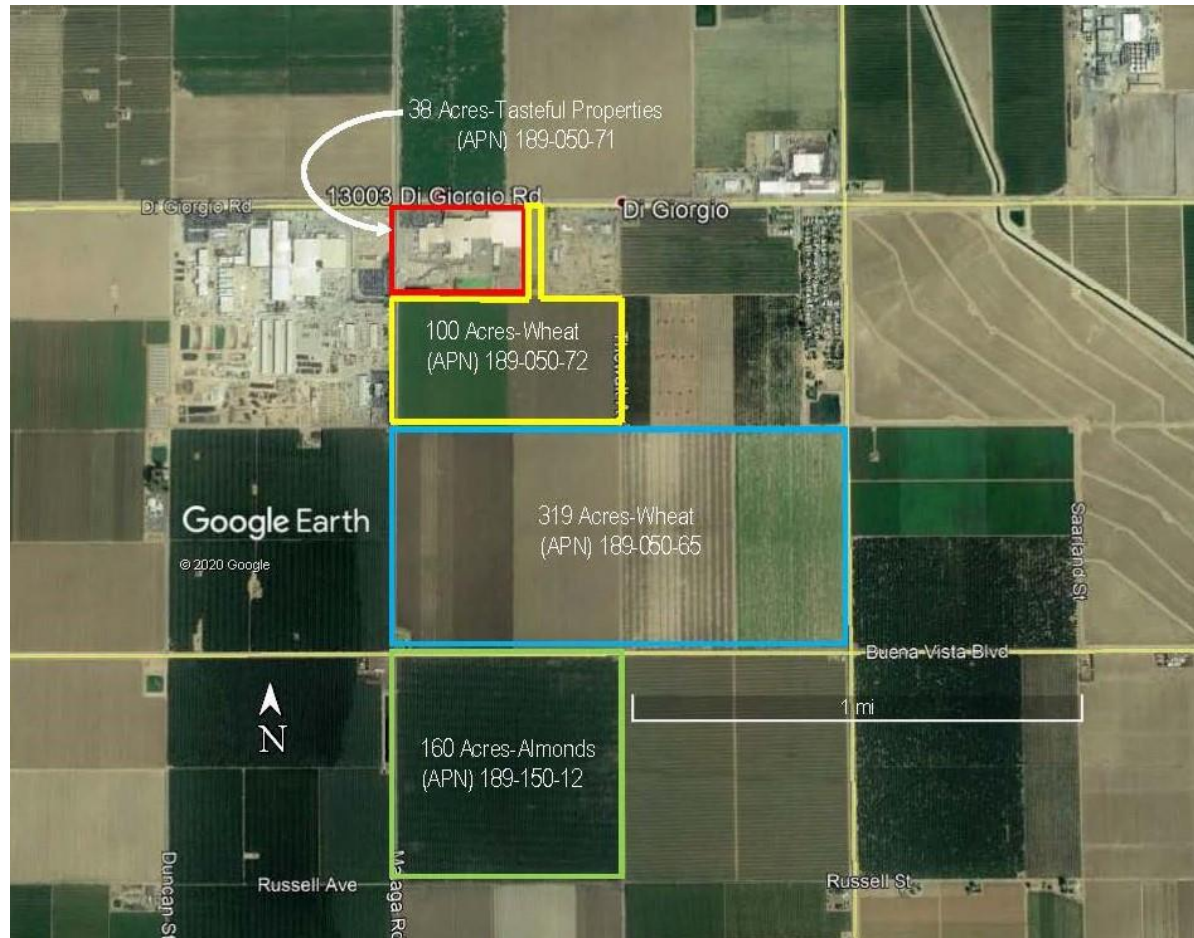 38 Acres-Tasteful Properties
(APN) 189-050-71
Di Giorgio Rd
13003 Di Giorgio Rd
Di Giorgio
100 Acres-Wheat
(APN) 189-050-72
319 Acres-Wheat
(APN) 189-050-65
Google Earth
© 2020 Google
Saarland St
Buena Vista Blvd
1 mi
N
160 Acres-Almonds
(APN) 189-150-12
Duncan St
Russell Ave
Malaga Rd
Russell St